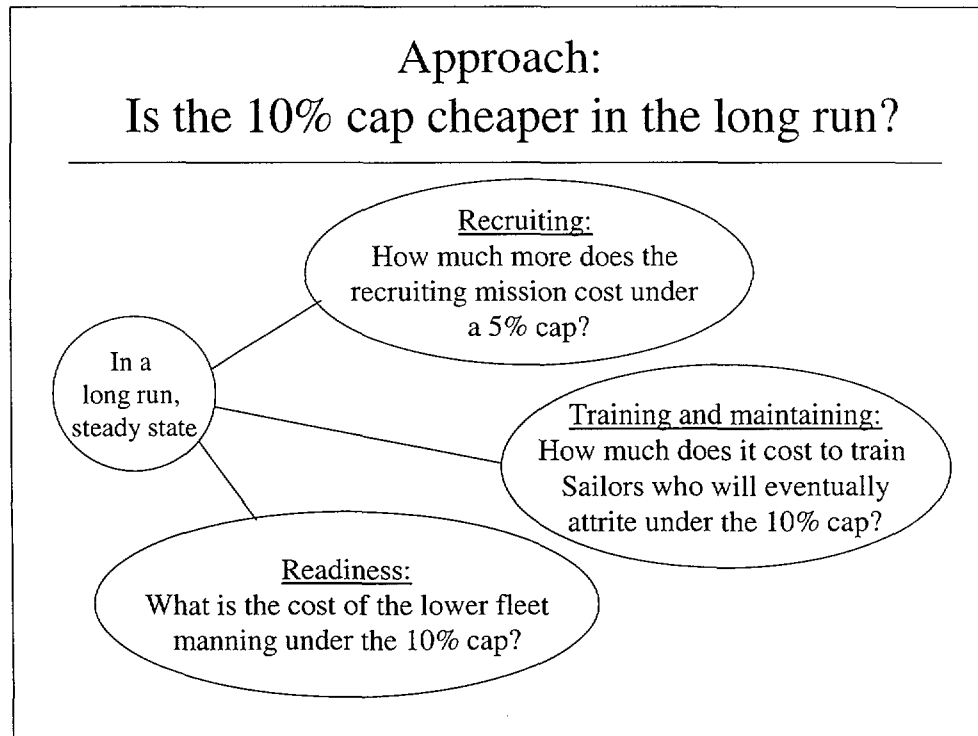 Approach:
Is the 10% cap cheaper in the long run?
Recruiting:
How much more does the
recruiting mission cost under
a 5% cap?
In a
long run,
steady state
Training and maintaining:
How much does it cost to train
Sailors who will eventually
attrite under the 10% cap?
Readiness:
What is the cost of the lower fleet
manning under the 10% cap?